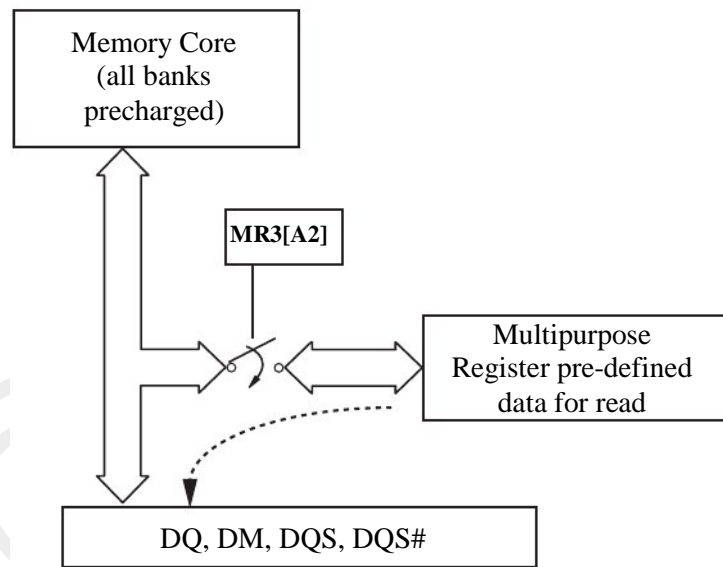 Memory Core
(all banks
precharged)
MR3[A2]
Multipurpose
Register pre-defined
data for read
DQ, DM, DQS, DQS#